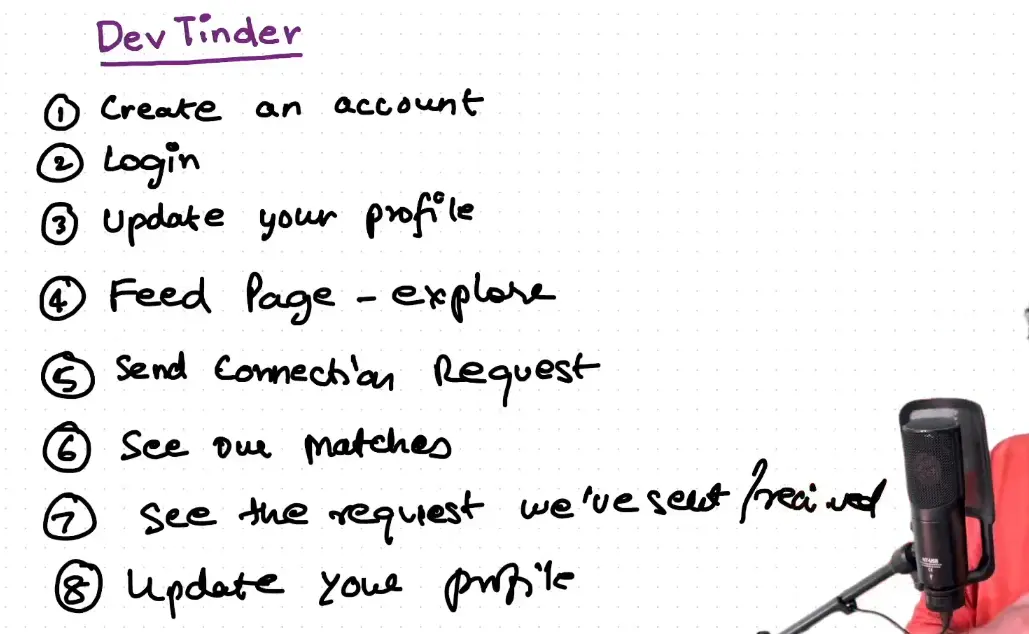 Dev Tinder
① Create an account
② Login
③ Update your profile
④ Feed Page - explore
⑤ Send Connection Request
⑥ See our matches
⑦ See the request we've sent/recived
⑧ Update your profile